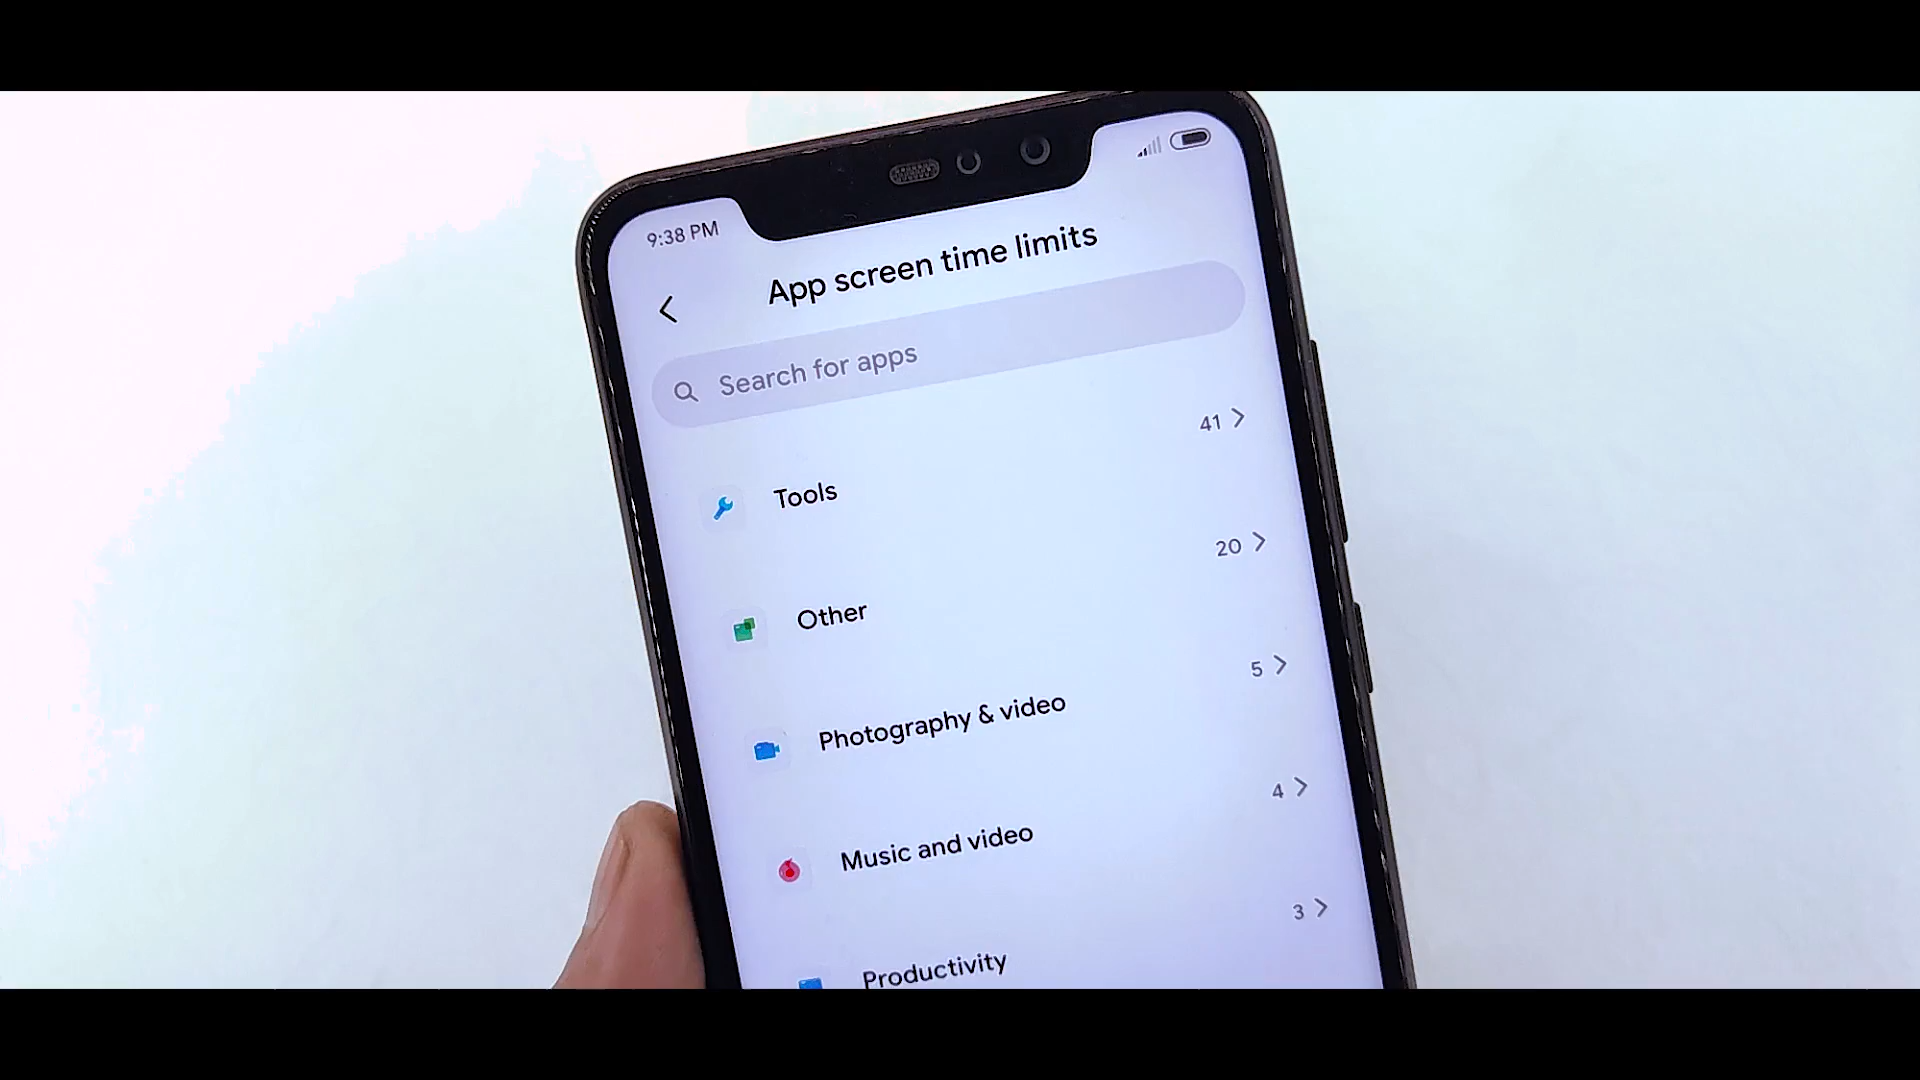 9:38 PM
App screen time limits
Search for apps
Tools 41
Other 20
Photography & video 5
Music and video 4
Productivity 3